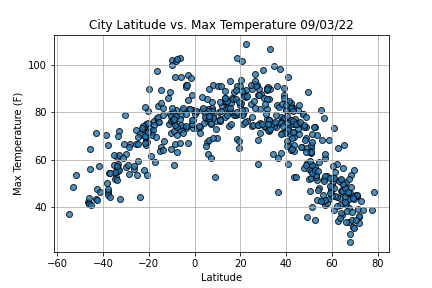 City Latitude vs. Max Temperature 09/03/22
Max Temperature (F)
100
80
60
40
−60 −40 −20 0 20 40 60 80
Latitude